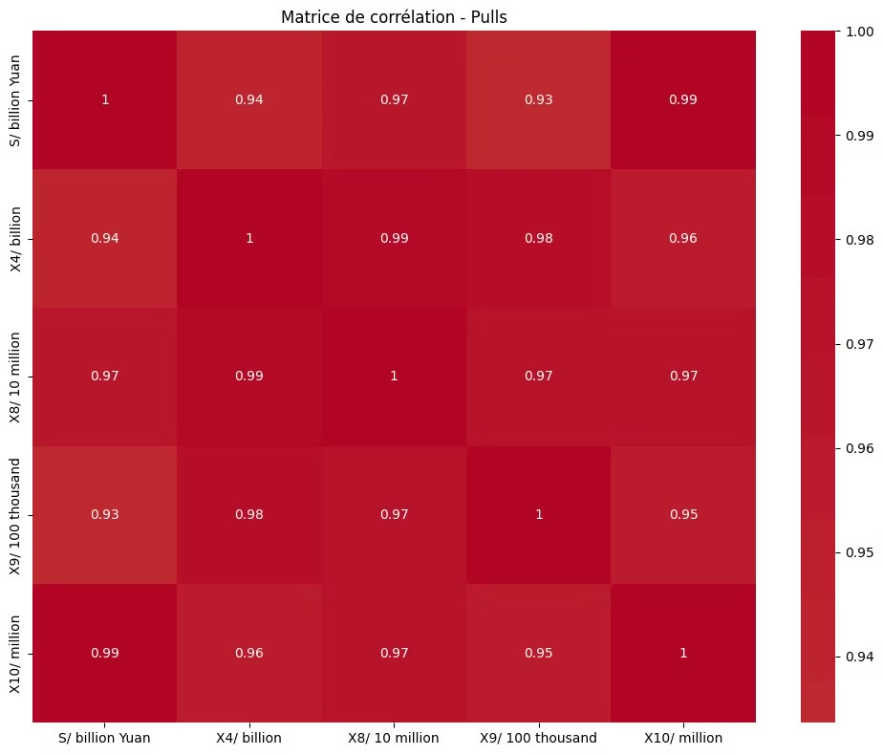 Matrice de corrélation - Pulls
S/ billion Yuan
1 0.94 0.97 0.93 0.99
X4/ billion
0.94 1 0.99 0.98 0.96
X8/ 10 million
0.97 0.99 1 0.97 0.97
X9/ 100 thousand
0.93 0.98 0.97 1 0.95
X10/ million
0.99 0.96 0.97 0.95 1
S/ billion Yuan X4/ billion X8/ 10 million X9/ 100 thousand X10/ million
1.00
0.99
0.98
0.97
0.96
0.95
0.94